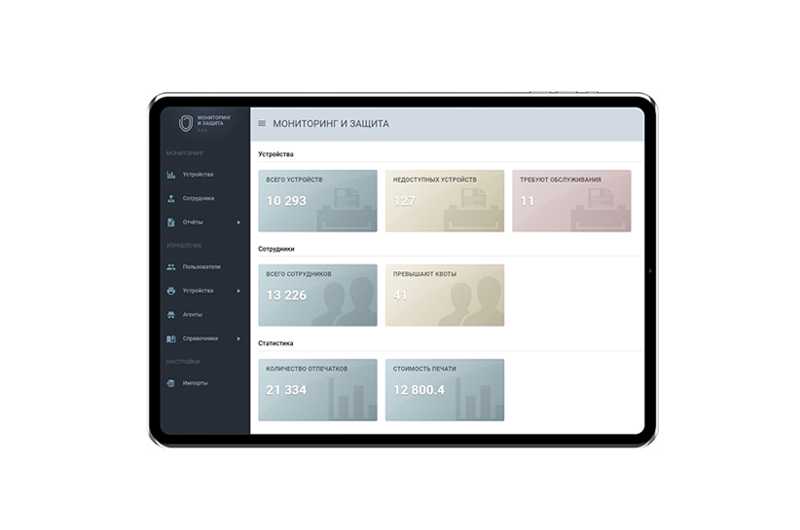 МОНИТОРИНГ
И ЗАЩИТА
МОНИТОРИНГ
Устройства
Сотрудники
Отчёты
УПРАВЛЕНИЕ
Пользователи
Устройства
Агенты
Справочники
НАСТРОЙКИ
Импорты
МОНИТОРИНГ И ЗАЩИТА
Устройства
ВСЕГО УСТРОЙСТВ
10 293
НЕДОСТУПНЫХ УСТРОЙСТВ
127
ТРЕБУЮТ ОБСЛУЖИВАНИЯ
11
Сотрудники
ВСЕГО СОТРУДНИКОВ
13 226
ПРЕВЫШАЮТ КВОТЫ
41
Статистика
КОЛИЧЕСТВО ОТПЕЧАТКОВ
21 334
СТОИМОСТЬ ПЕЧАТИ
12 800.4